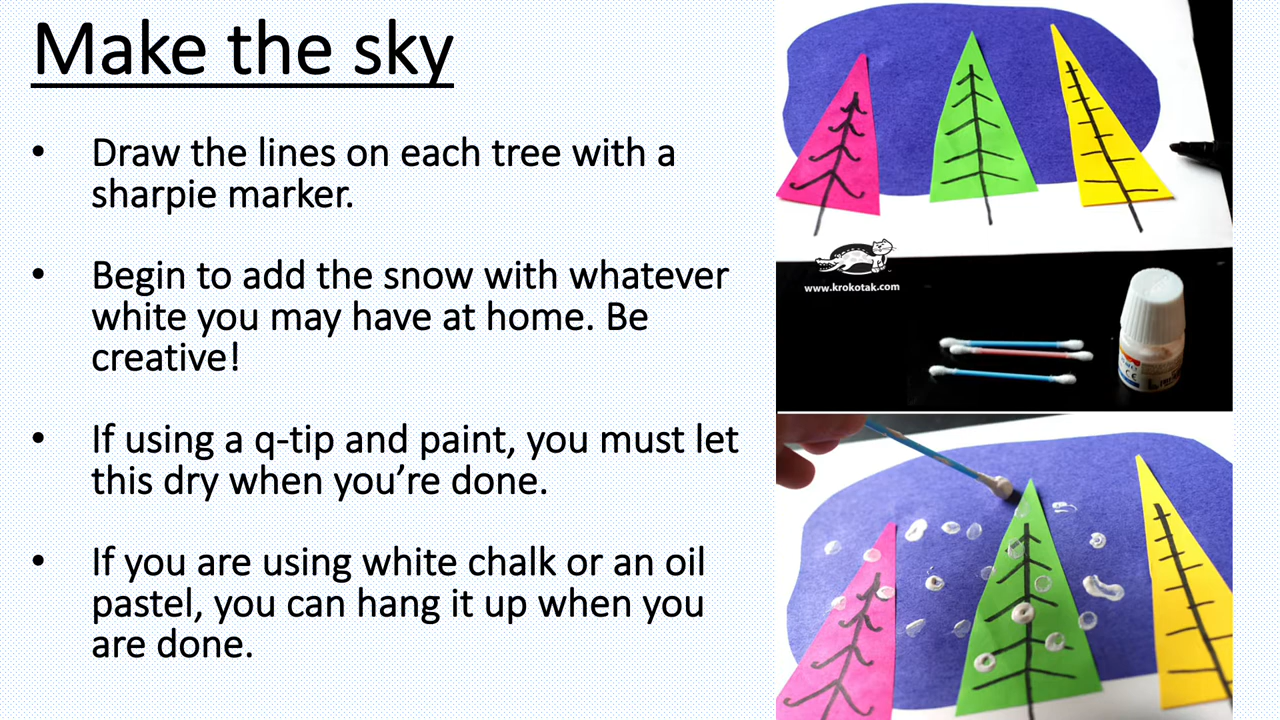 Make the sky
• Draw the lines on each tree with a
sharpie marker.
• Begin to add the snow with whatever
white you may have at home. Be
creative!
• If using a q-tip and paint, you must let
this dry when you’re done.
• If you are using white chalk or an oil
pastel, you can hang it up when you
are done.
www.krokotak.com